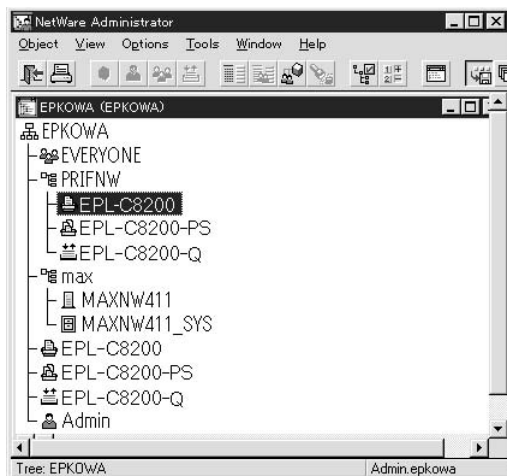 NetWare Administrator
Object View Options Tools Window Help
EPKOWA (EPKOWA)
EPKOWA
EVERYONE
PRIFNW
EPL-C8200
EPL-C8200-PS
EPL-C8200-Q
max
MAXNW411
MAXNW411_SYS
EPL-C8200
EPL-C8200-PS
EPL-C8200-Q
Admin
Tree: EPKOWA Admin.epkowa